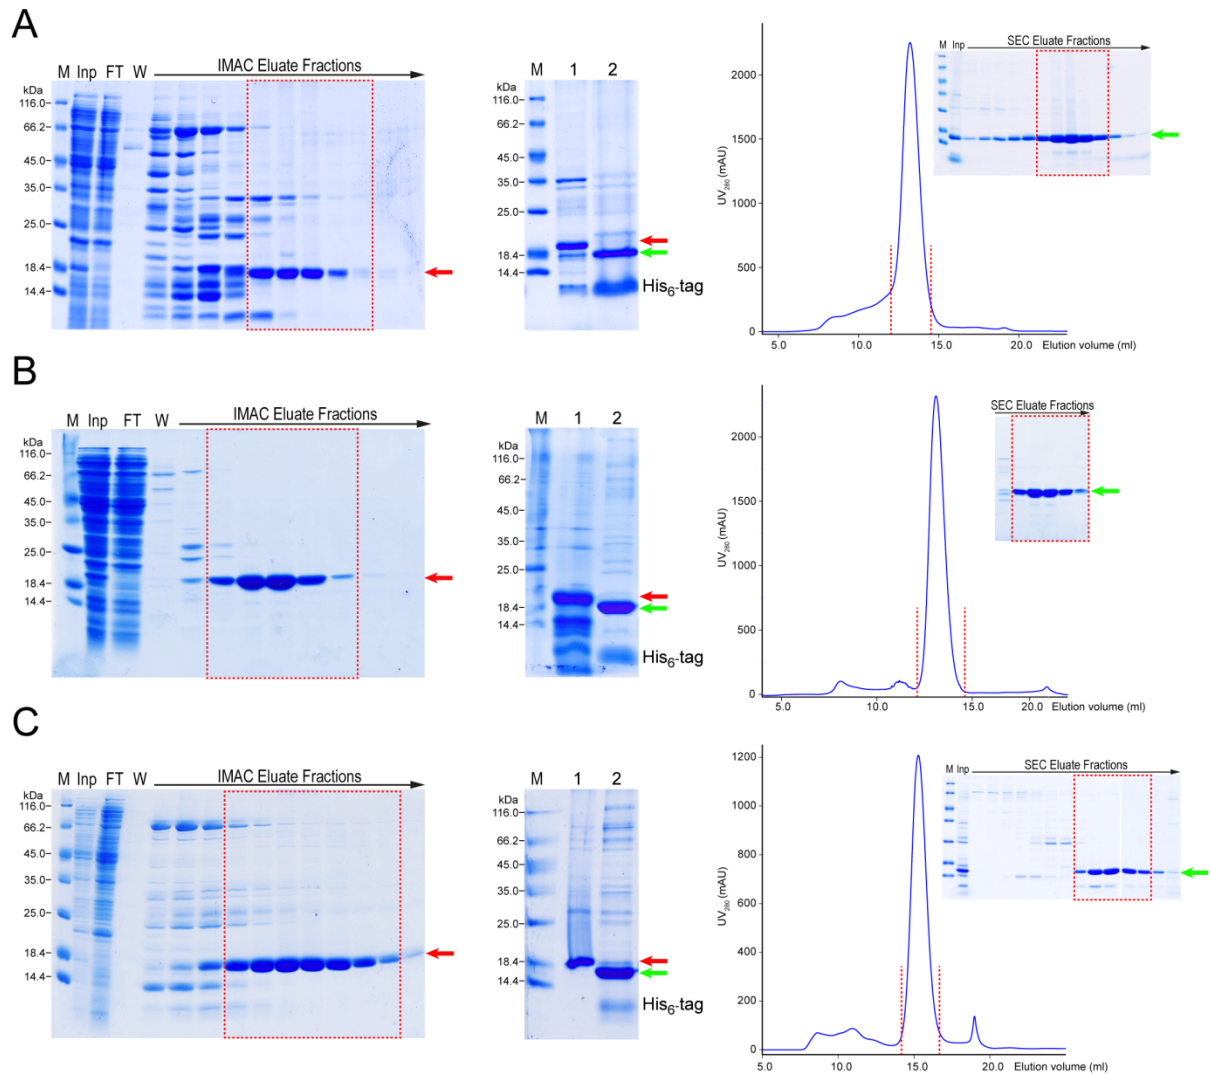 A
M Inp FT W IMAC Eluate Fractions
kDa
116.0
66.2
45.0
35.0
25.0
18.4
14.4
M 1 2
kDa
116.0
66.2
45.0
35.0
25.0
18.4
14.4
His6-tag
UV280 (mAU)
2000
1500
1000
500
0
5.0 10.0 15.0 20.0 Elution volume (ml)
M Inp SEC Eluate Fractions
B
M Inp FT W IMAC Eluate Fractions
kDa
116.0
66.2
45.0
35.0
25.0
18.4
14.4
M 1 2
kDa
116.0
66.2
45.0
35.0
25.0
18.4
14.4
His6-tag
UV280 (mAU)
2000
1500
1000
500
0
5.0 10.0 15.0 20.0 Elution volume (ml)
SEC Eluate Fractions
C
M Inp FT W IMAC Eluate Fractions
kDa
116.0
66.2
45.0
35.0
25.0
18.4
14.4
M 1 2
kDa
116.0
66.2
45.0
35.0
25.0
18.4
14.4
His6-tag
UV280 (mAU)
1200
1000
800
600
400
200
0
5.0 10.0 15.0 20.0 Elution volume (ml)
M Inp SEC Eluate Fractions